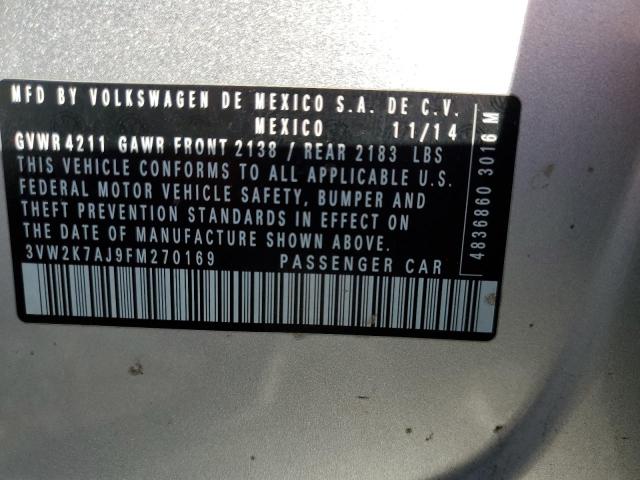 MFD BY VOLKSWAGEN DE MEXICO S.A. DE C.V.
MEXICO 11/14
GVWR 4211 GAWR FRONT 2138 / REAR 2183 LBS
THIS VEHICLE CONFORMS TO ALL APPLICABLE U.S.
FEDERAL MOTOR VEHICLE SAFETY, BUMPER AND
THEFT PREVENTION STANDARDS IN EFFECT ON
THE DATE OF MANUFACTURE SHOWN ABOVE.
3VW2K7AJ9FM270169 PASSENGER CAR
4836860 3016 M